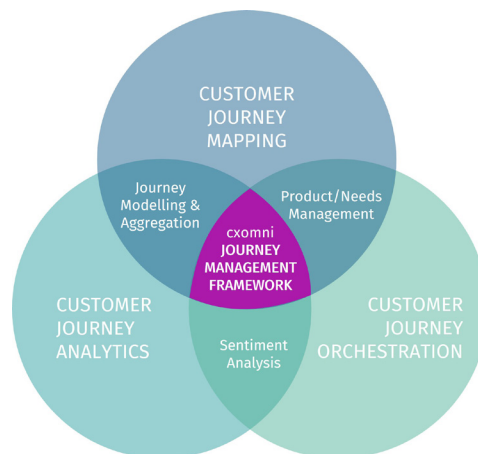 CUSTOMER
JOURNEY
MAPPING
Journey
Modelling &
Aggregation
Product/Needs
Management
cxomni
JOURNEY
MANAGEMENT
FRAMEWORK
CUSTOMER
JOURNEY
ANALYTICS
CUSTOMER
JOURNEY
ORCHESTRATION
Sentiment
Analysis